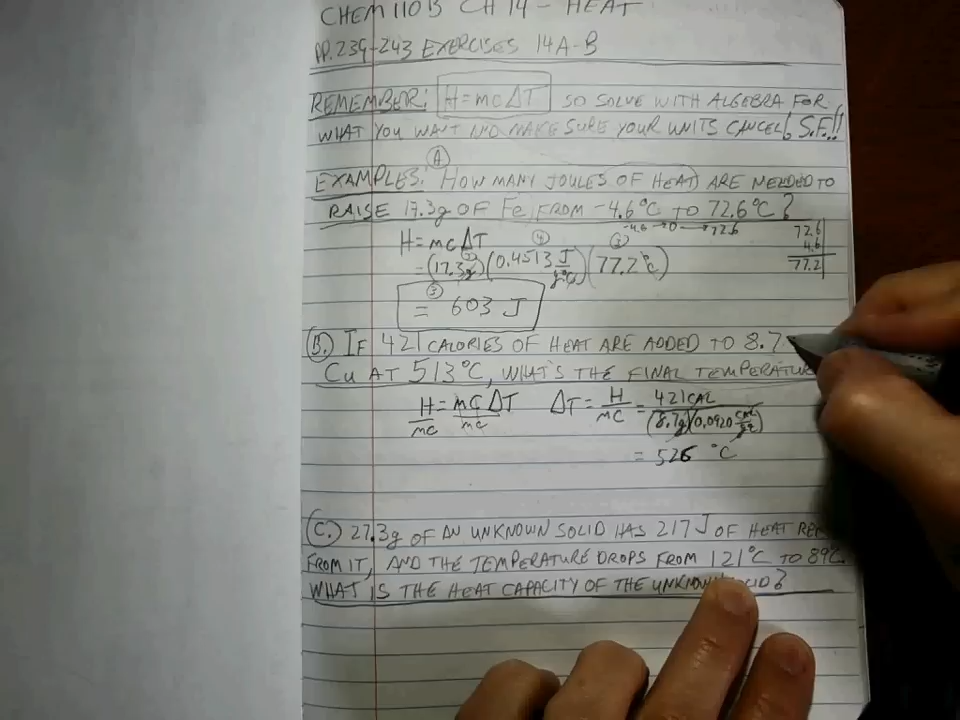 CHEM 110B CH 14 - HEAT
PP. 239-243 EXERCISES 14A-B
REMEMBER: H = mCΔT SO SOLVE WITH ALGEBRA FOR
WHAT YOU WANT AND MAKE SURE YOUR UNITS CANCEL! S.F.!!
EXAMPLES: (A) HOW MANY JOULES OF HEAT ARE NEEDED TO
RAISE 17.3g OF Fe FROM -4.6°C TO 72.6°C?
-4.6 → 0 → 72.6
72.6
4.6
77.2
H = mCΔT
= (17.3g)(0.4513 J/g°C)(77.2°C)
= 603 J
(B.) IF 421 CALORIES OF HEAT ARE ADDED TO 8.7
Cu AT 513°C, WHAT'S THE FINAL
H/mC = mCΔT/mC ΔT = H/mC = 421CAL/(8.7g)(0.0920 CAL/g°C)
= 526 °C
(C.) 27.3g OF AN UNKNOWN SOLID HAS 217 J OF HEAT
FROM IT, AND THE TEMPERATURE DROPS FROM 121°C TO 89°C.
WHAT IS THE HEAT CAPACITY OF THE UNKNOWN